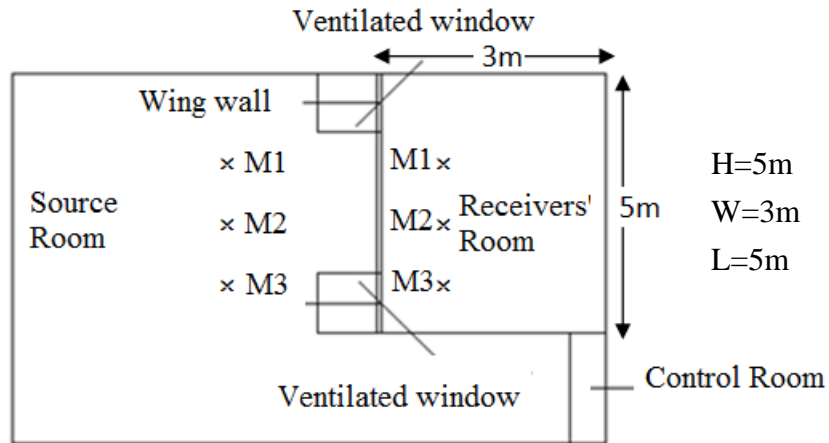 Ventilated window
3m
Wing wall
× M1
M1×
H=5m
Source
Room
× M2
M2×
Receivers'
Room
5m
W=3m
L=5m
× M3
M3×
Ventilated window
Control Room